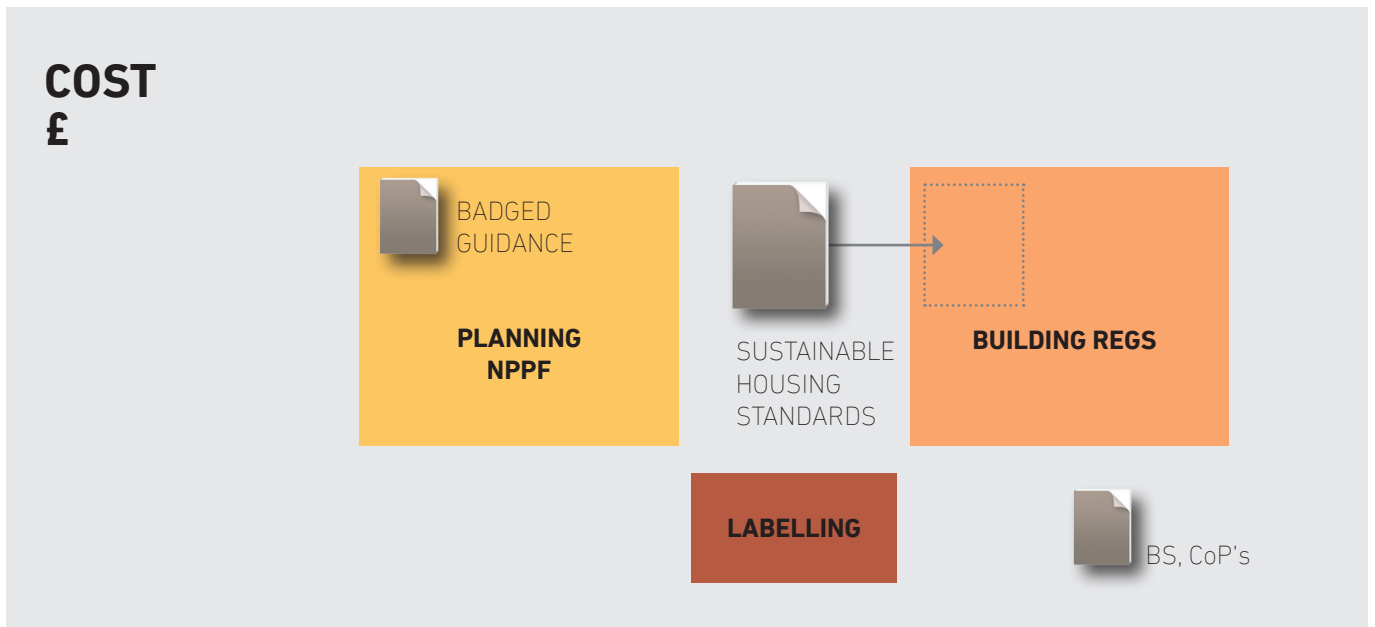 COST
£
BADGED
GUIDANCE
PLANNING
NPPF
SUSTAINABLE
HOUSING
STANDARDS
BUILDING REGS
LABELLING
BS, CoP's